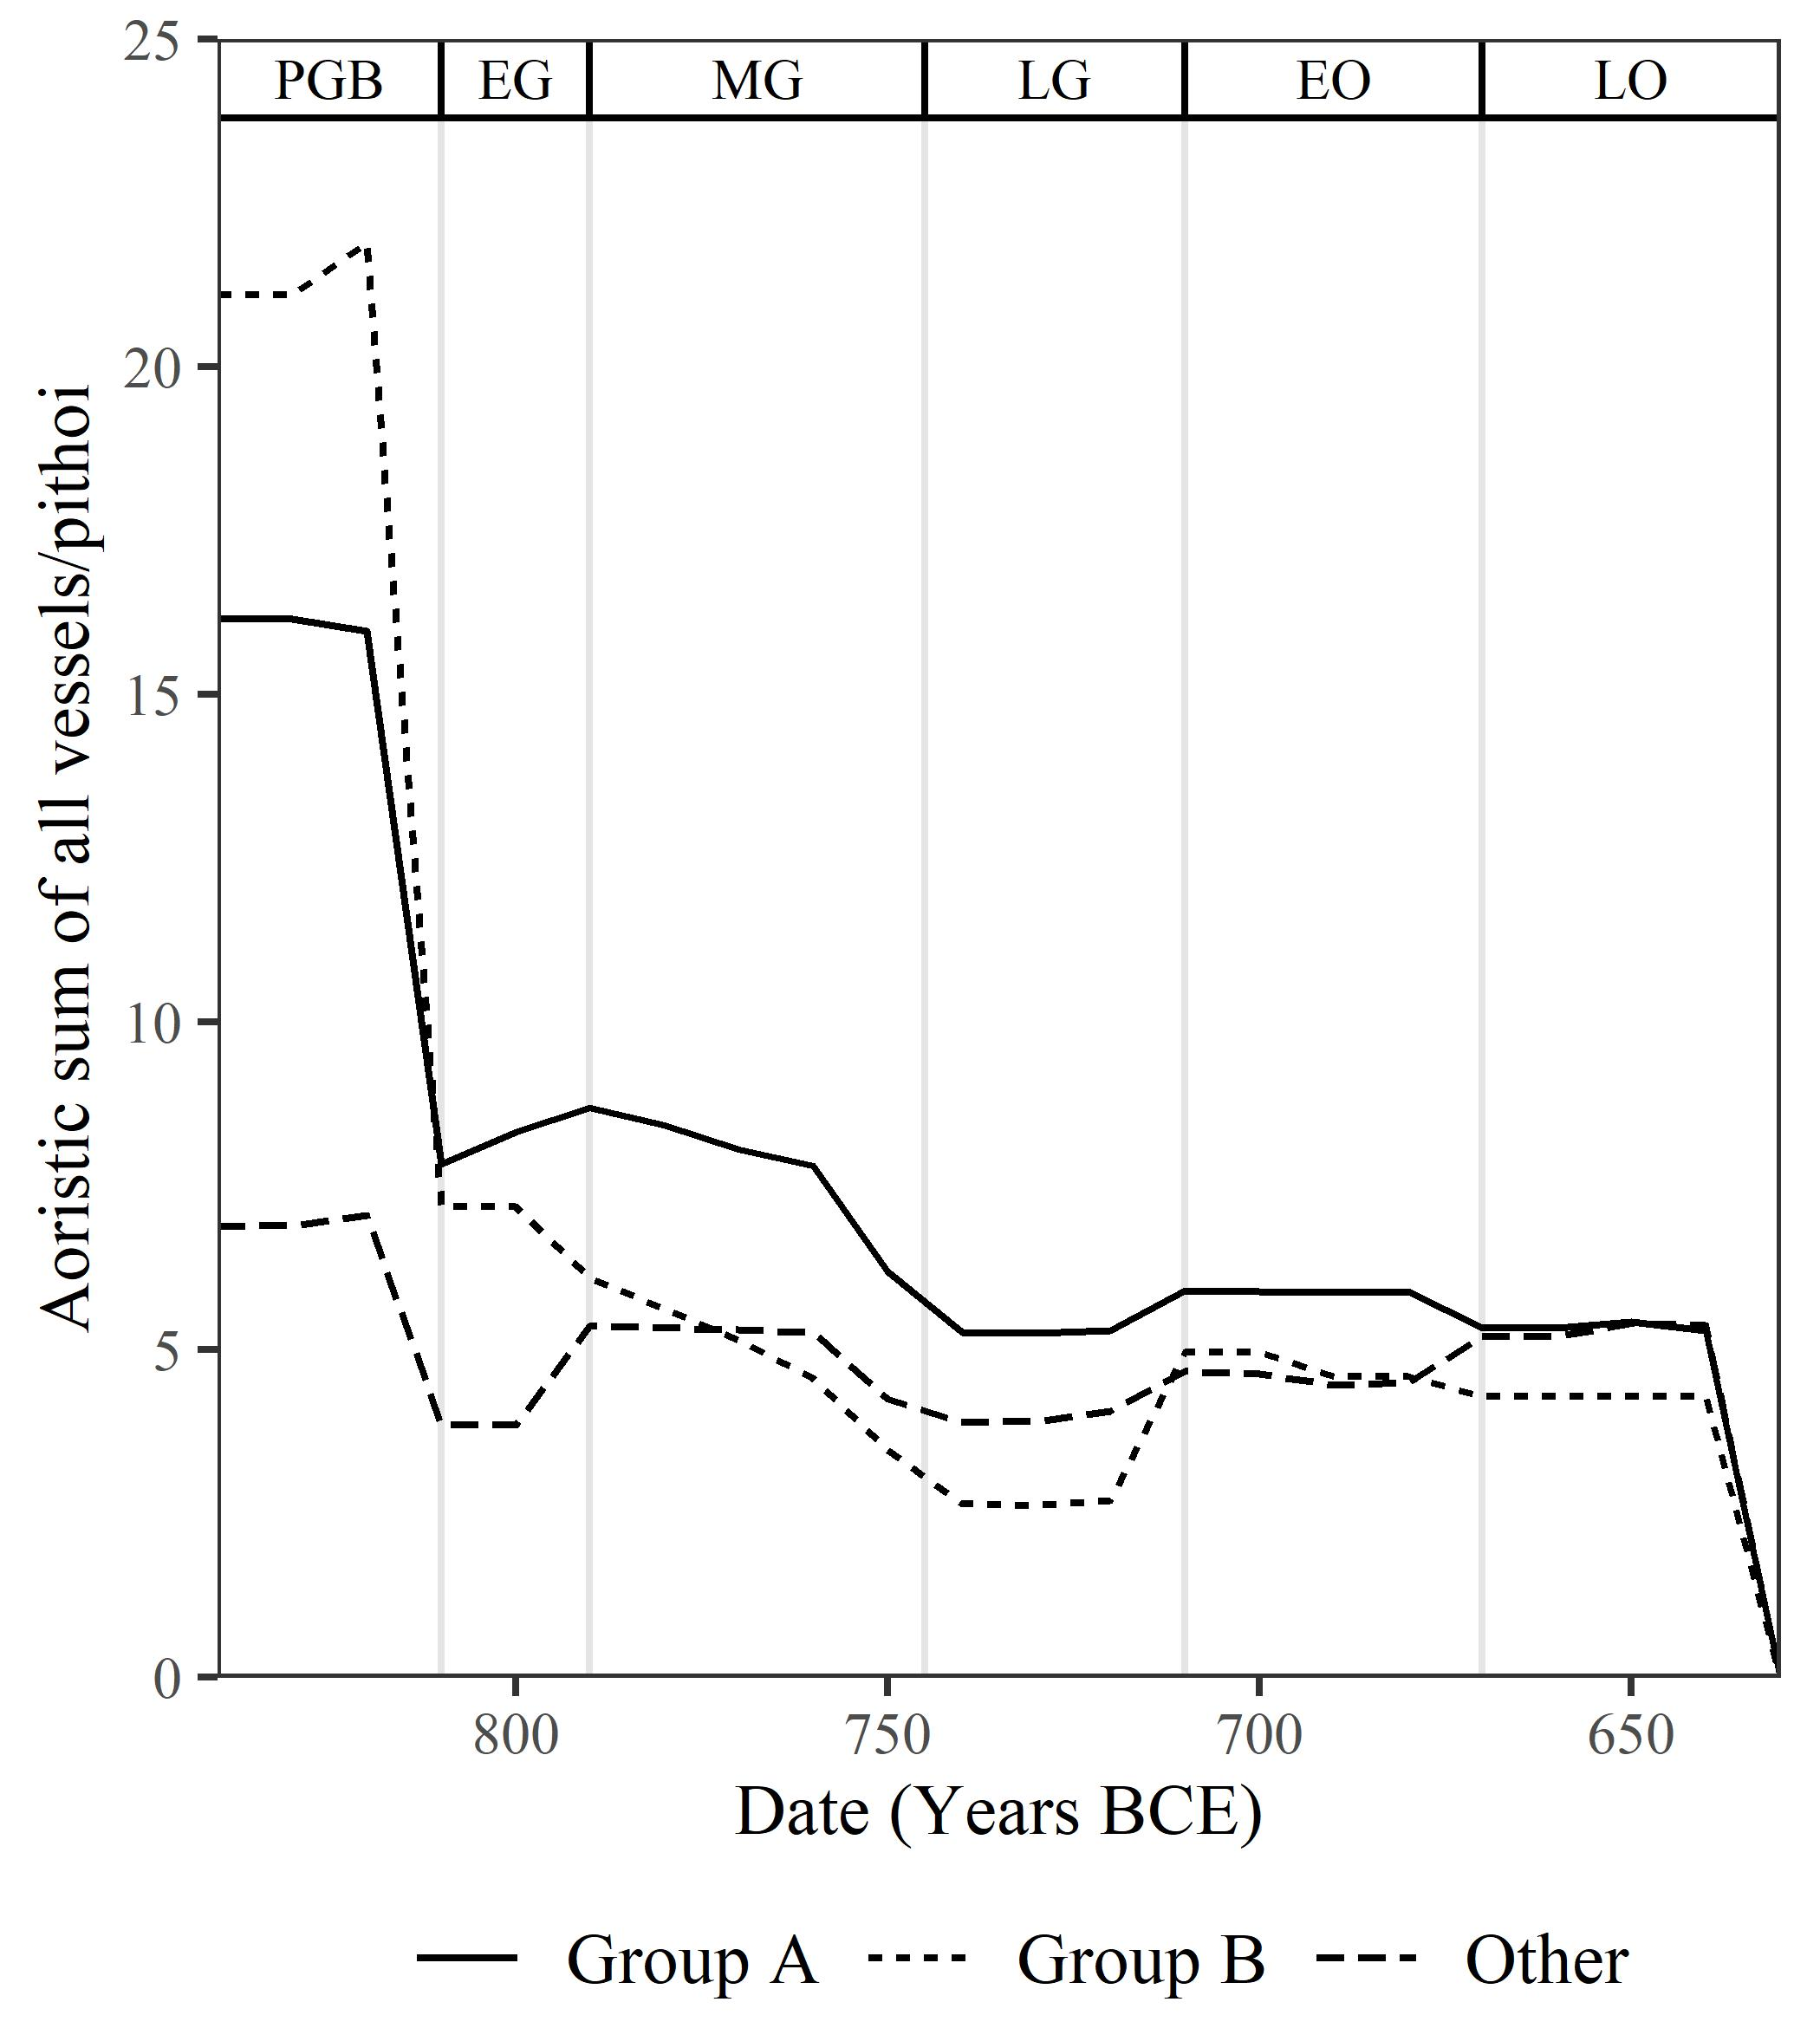 25
PGB EG MG LG EO LO
20
15
10
5
0
Aoristic sum of all vessels/pithoi
800 750 700 650
Date (Years BCE)
Group A Group B Other